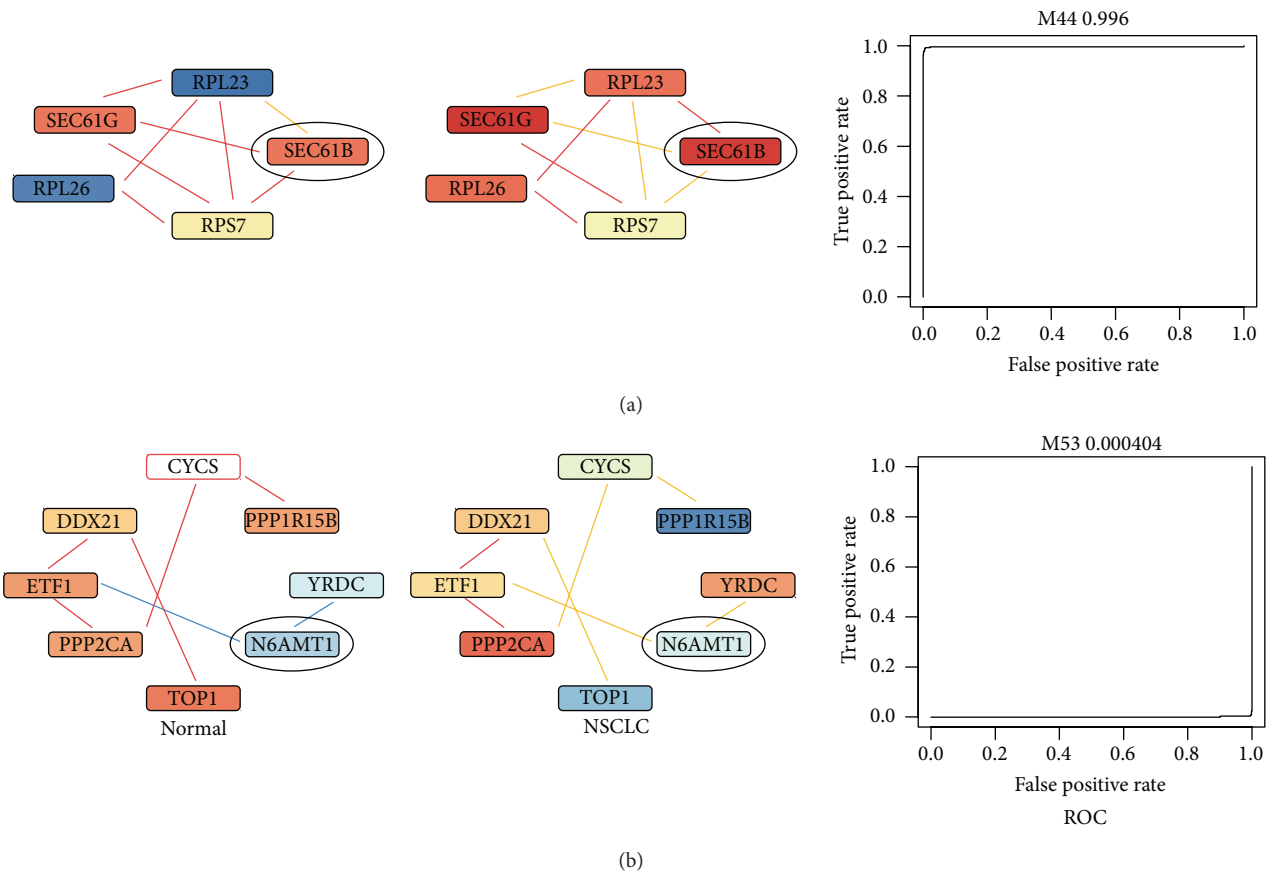 RPL23
SEC61G
SEC61B
RPL26
RPS7
RPL23
SEC61G
SEC61B
RPL26
RPS7
M44 0.996
True positive rate
1.0
0.8
0.6
0.4
0.2
0.0
0.0 0.2 0.4 0.6 0.8 1.0
False positive rate
(a)
CYCS
DDX21
PPP1R15B
ETF1
YRDC
PPP2CA
N6AMT1
TOP1
Normal
CYCS
DDX21
PPP1R15B
ETF1
YRDC
PPP2CA
N6AMT1
TOP1
NSCLC
M53 0.000404
True positive rate
1.0
0.8
0.6
0.4
0.2
0.0
0.0 0.2 0.4 0.6 0.8 1.0
False positive rate
ROC
(b)